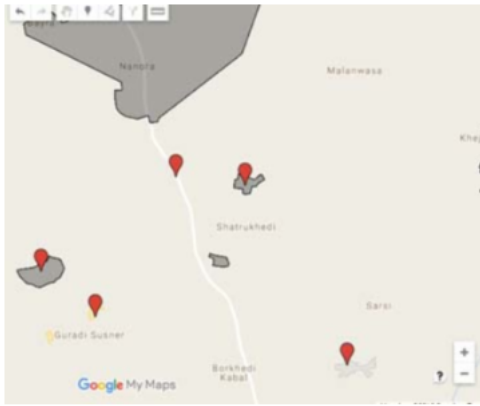 Nanora
Malanwasa
Shatrukhedi
Sarsi
Guradi Susner
Borkhedi
Kabal
Google My Maps
+
?
−